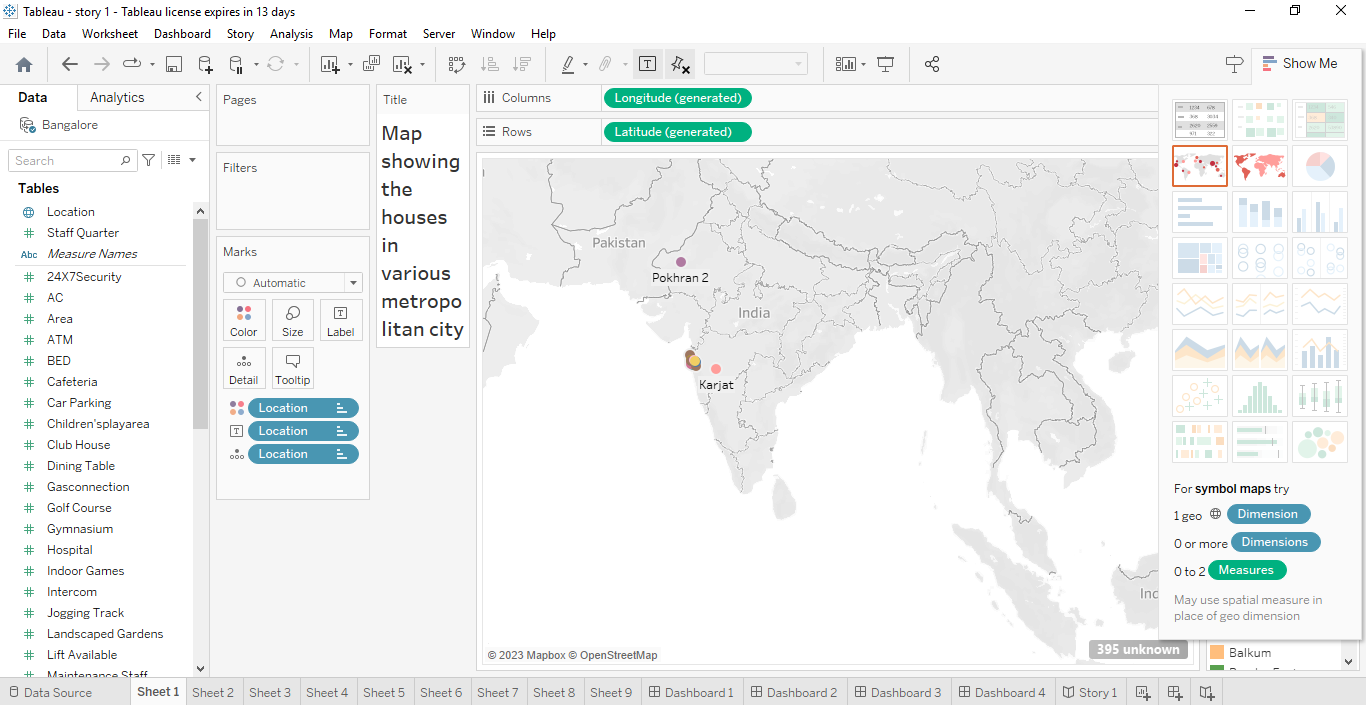 Tableau - story 1 - Tableau license expires in 13 days
File Data Worksheet Dashboard Story Analysis Map Format Server Window Help
Show Me
Data Analytics
Bangalore
Search
Tables
Location
Staff Quarter
Abc Measure Names
24X7Security
AC
Area
ATM
BED
Cafeteria
Car Parking
Children'splayarea
Club House
Dining Table
Gasconnection
Golf Course
Gymnasium
Hospital
Indoor Games
Intercom
Jogging Track
Landscaped Gardens
Lift Available
Maintenance Staff
Pages
Filters
Marks
Automatic
Color Size Label
Detail Tooltip
Location
Location
Location
Title
Map
showing
the
houses
in
various
metropo
litan city
Columns Longitude (generated)
Rows Latitude (generated)
Pakistan
Pokhran 2
India
Karjat
© 2023 Mapbox © OpenStreetMap
395 unknown
For symbol maps try
1 geo Dimension
0 or more Dimensions
0 to 2 Measures
May use spatial measure in
place of geo dimension
Balkum
Data Source Sheet 1 Sheet 2 Sheet 3 Sheet 4 Sheet 5 Sheet 6 Sheet 7 Sheet 8 Sheet 9 Dashboard 1 Dashboard 2 Dashboard 3 Dashboard 4 Story 1